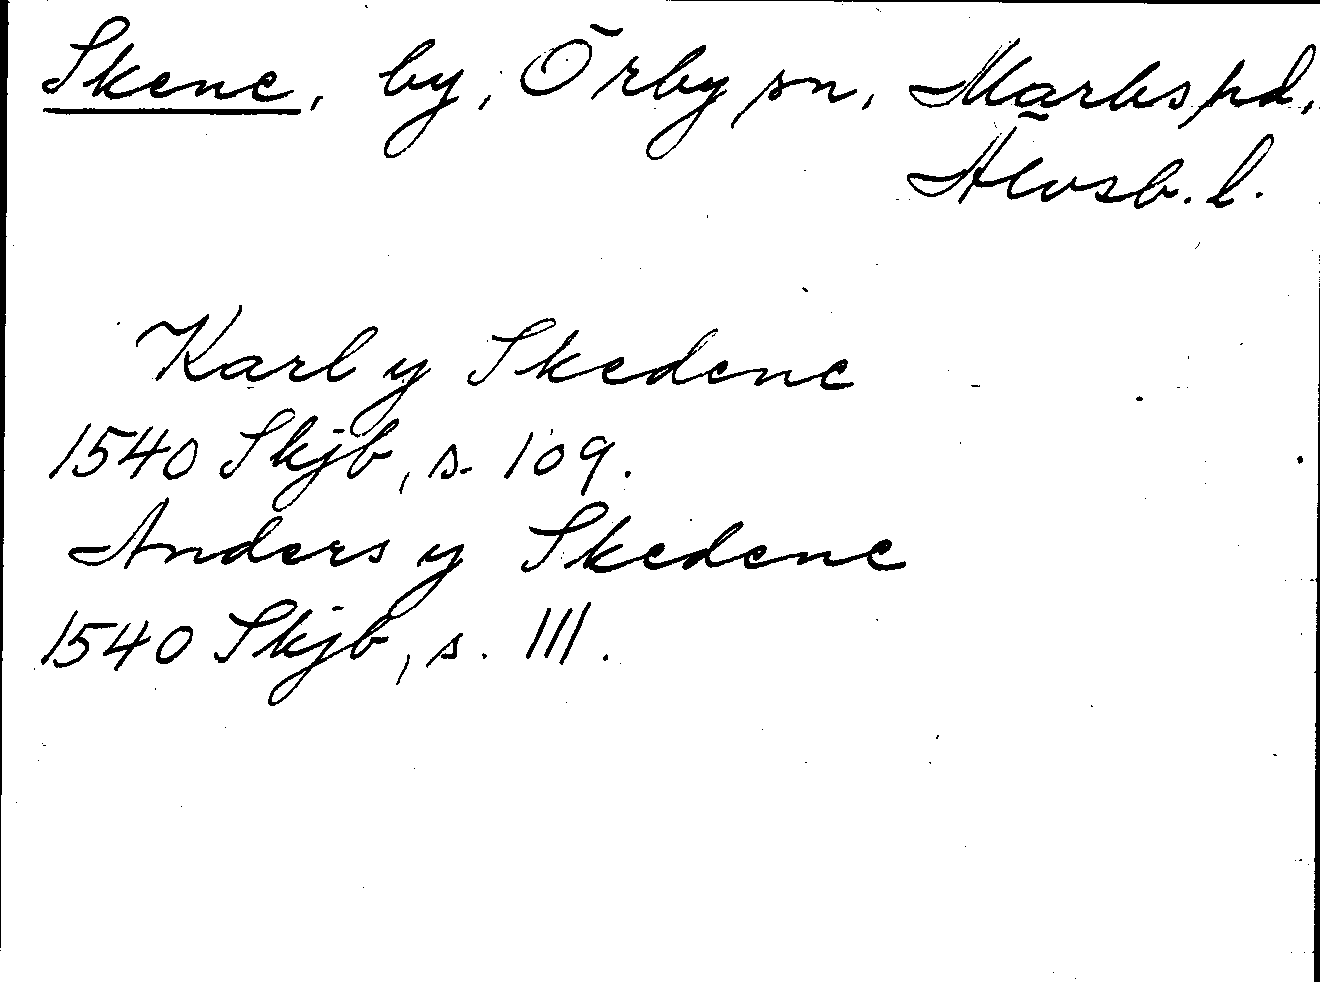 Skene, by, Örby sn, Marks hd,
Älvsb. l.
Karl y Skedene
1540 Skjb, s. 109.
Anders y Skedene
1540 Skjb, s. 111.